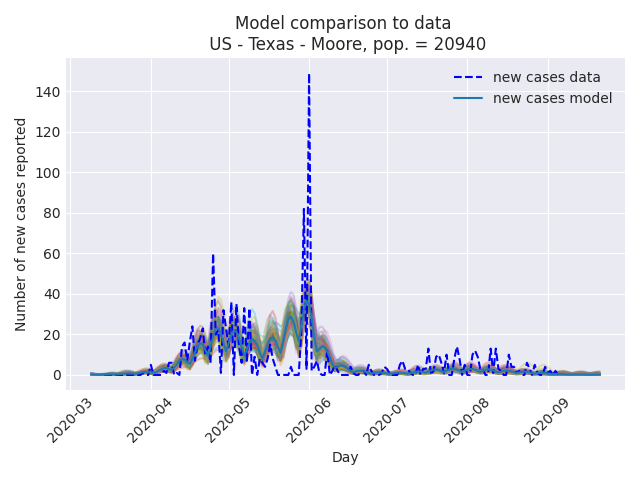 Model comparison to data
US - Texas - Moore, pop. = 20940
new cases data
new cases model
Number of new cases reported
140
120
100
80
60
40
20
0
2020-03
2020-04
2020-05
2020-06
2020-07
2020-08
2020-09
Day